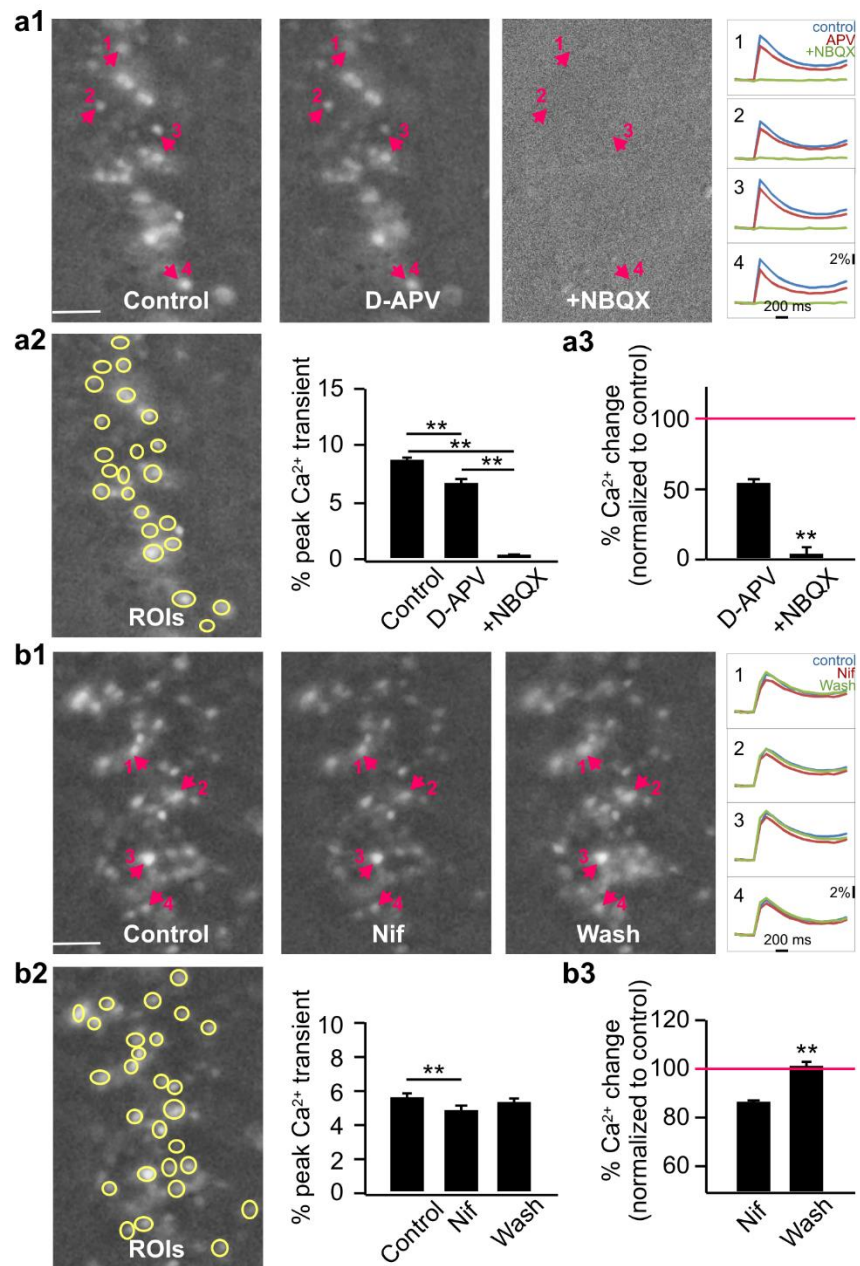 a1
1
2
3
4
Control
1
2
3
4
D-APV
1
2
3
4
+NBQX
1
control
APV
+NBQX
2
3
4
2%
200 ms
a2
ROIs
% peak Ca²⁺ transient
15
10
5
0
**
**
**
Control
D-APV
+NBQX
a3
% Ca²⁺ change
(normalized to control)
100
50
0
**
D-APV
+NBQX
b1
1
2
3
4
Control
1
2
3
4
Nif
1
2
3
4
Wash
1
control
Nif
Wash
2
3
4
2%
200 ms
b2
ROIs
% peak Ca²⁺ transient
10
8
6
4
2
0
**
Control
Nif
Wash
b3
% Ca²⁺ change
(normalized to control)
120
100
80
60
**
Nif
Wash